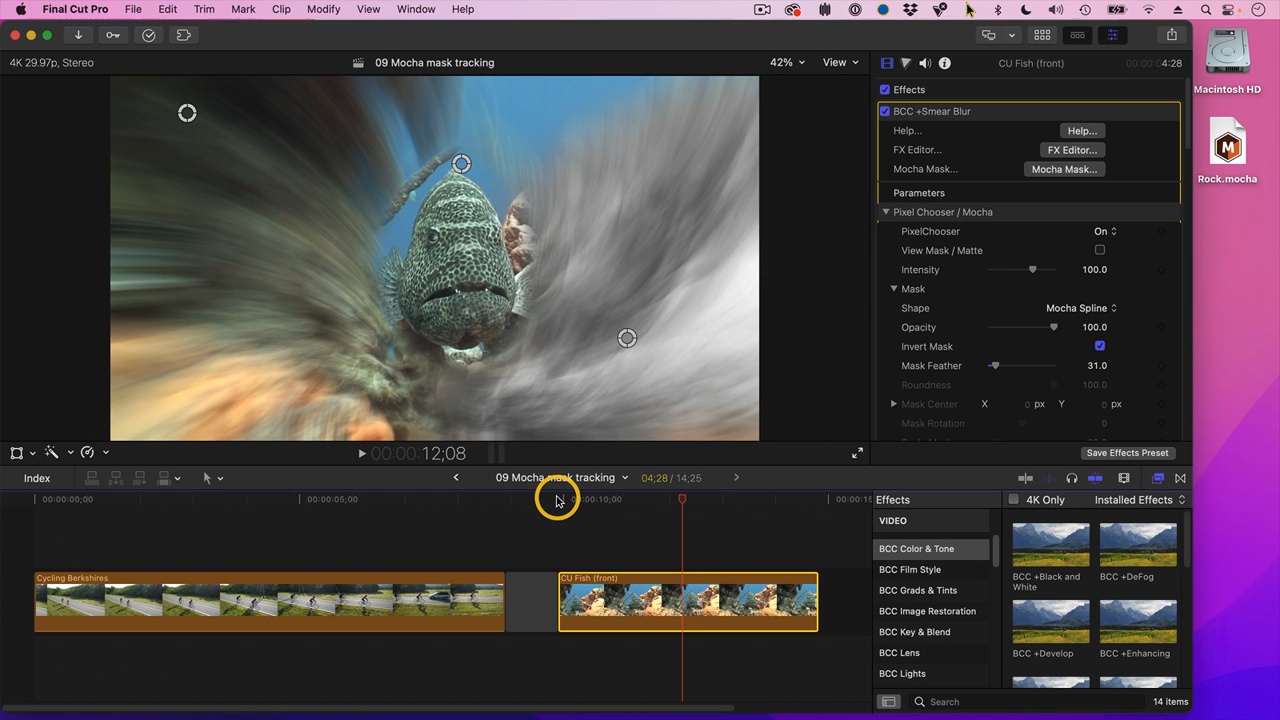 Final Cut Pro File Edit Trim Mark Clip Modify View Window Help
4K 29.97p, Stereo
09 Mocha mask tracking
42%
View
CU Fish (front)
00:00:04:28
Effects
BCC +Smear Blur
Help...
Help...
FX Editor...
FX Editor...
Mocha Mask...
Mocha Mask...
Parameters
Pixel Chooser / Mocha
PixelChooser
On
View Mask / Matte
Intensity
100.0
Mask
Shape
Mocha Spline
Opacity
100.0
Invert Mask
Mask Feather
31.0
Roundness
100.0
Mask Center X 0 px Y 0 px
Mask Rotation
Save Effects Preset
00:00:12;08
Index
09 Mocha mask tracking
04:28 / 14;25
00:00:00;00
00:00:05;00
00:00:10;00
00:00:15
Cycling Berkshires
CU Fish (front)
Effects
4K Only
Installed Effects
VIDEO
BCC Color & Tone
BCC Film Style
BCC Grads & Tints
BCC Image Restoration
BCC Key & Blend
BCC Lens
BCC Lights
BCC +Black and
White
BCC +DeFog
BCC +Develop
BCC +Enhancing
Search
14 items
Macintosh HD
Rock.mocha